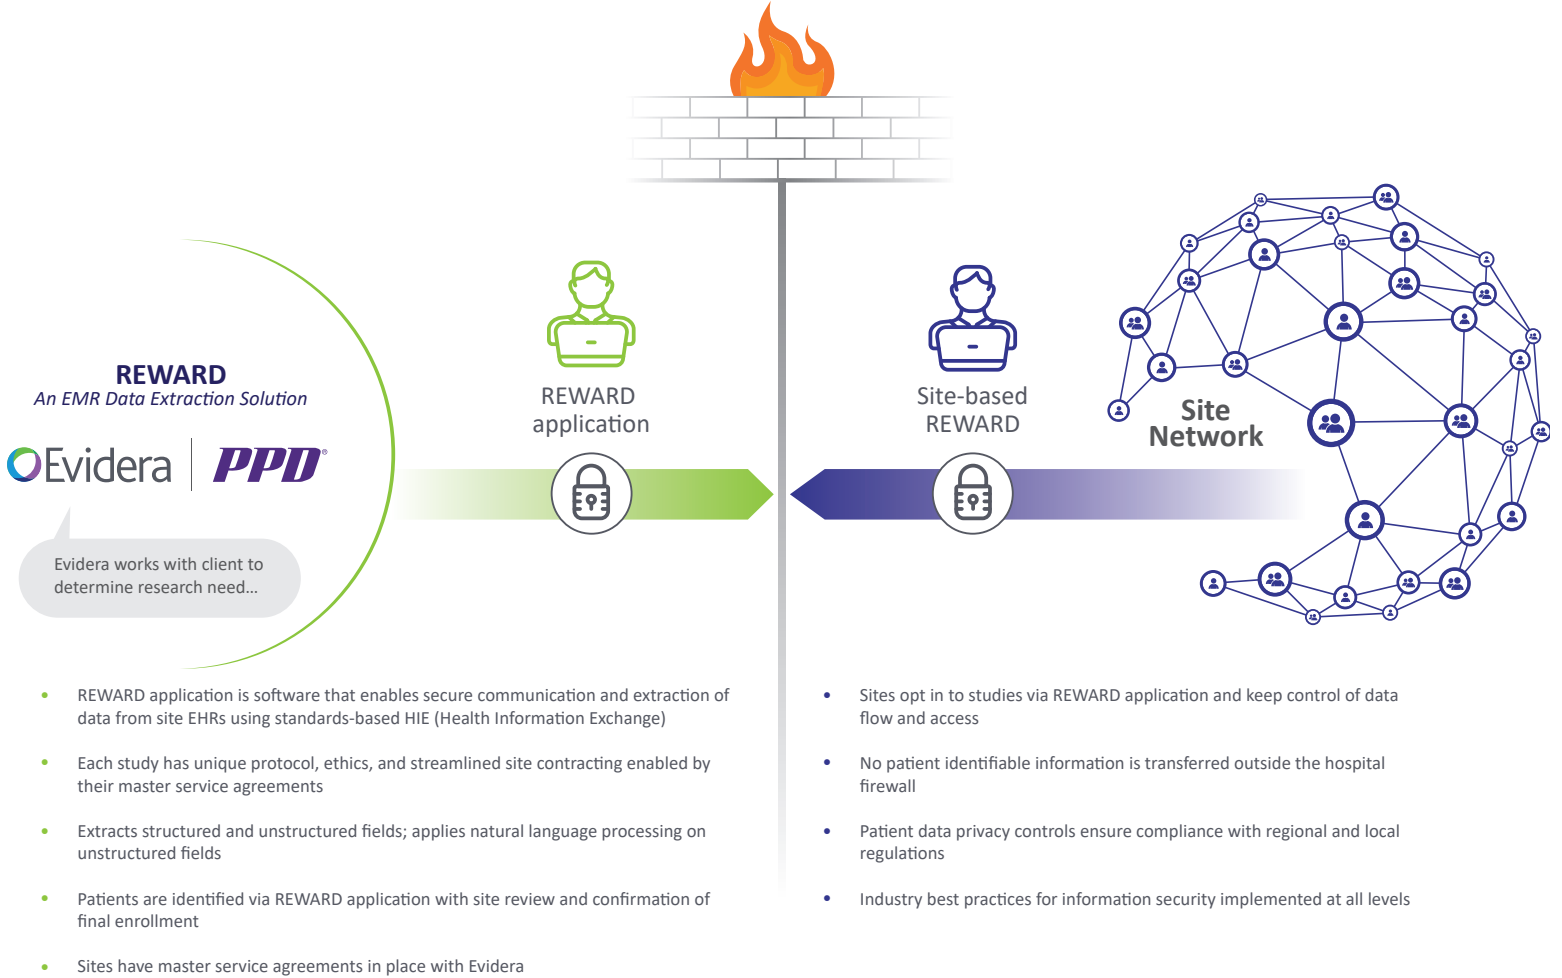 REWARD
An EMR Data Extraction Solution
Evidera | PPD®
Evidera works with client to
determine research need...
REWARD
application
Site-based
REWARD
Site
Network
• REWARD application is software that enables secure communication and extraction of
data from site EHRs using standards-based HIE (Health Information Exchange)
• Each study has unique protocol, ethics, and streamlined site contracting enabled by
their master service agreements
• Extracts structured and unstructured fields; applies natural language processing on
unstructured fields
• Patients are identified via REWARD application with site review and confirmation of
final enrollment
• Sites have master service agreements in place with Evidera
• Sites opt in to studies via REWARD application and keep control of data
flow and access
• No patient identifiable information is transferred outside the hospital
firewall
• Patient data privacy controls ensure compliance with regional and local
regulations
• Industry best practices for information security implemented at all levels